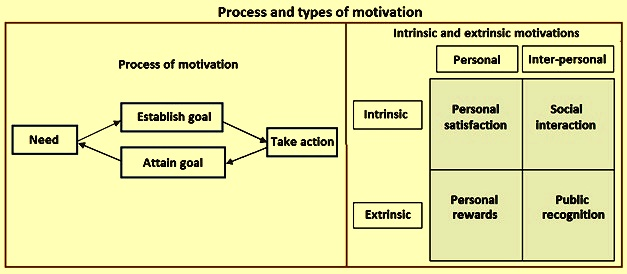 Process and types of motivation
Process of motivation
Need
Establish goal
Attain goal
Take action
Intrinsic and extrinsic motivations
Personal
Inter-personal
Intrinsic
Personal
satisfaction
Social
interaction
Extrinsic
Personal
rewards
Public
recognition